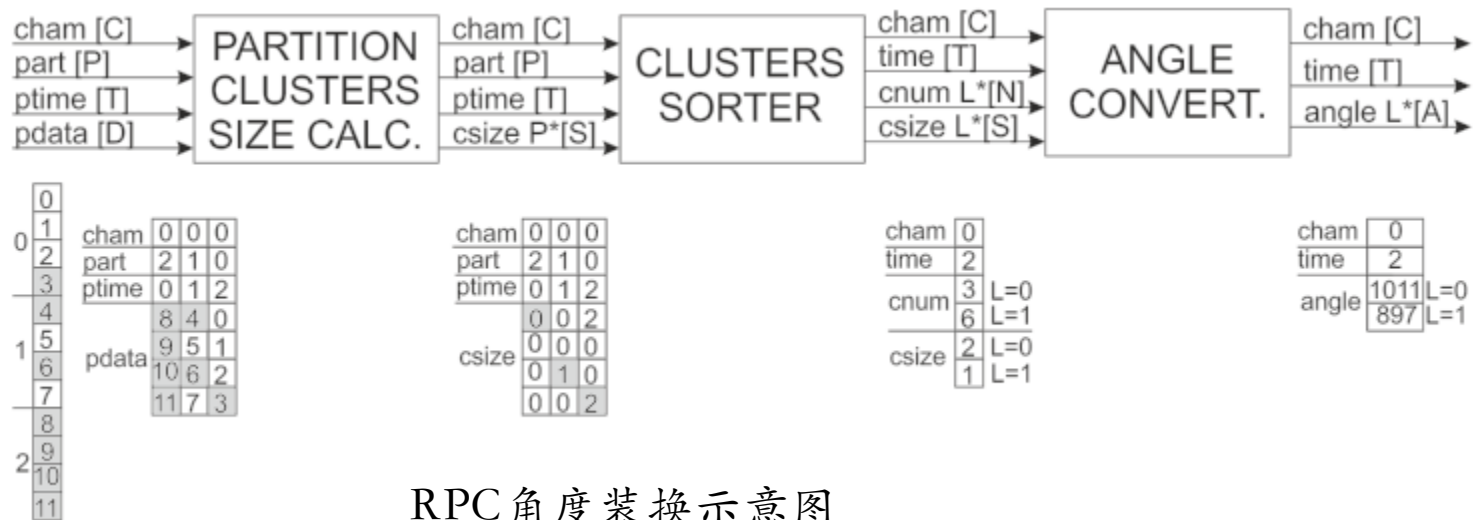 cham [C]
part [P]
ptime [T]
pdata [D]
PARTITION
CLUSTERS
SIZE CALC.
cham [C]
part [P]
ptime [T]
csize P*[S]
CLUSTERS
SORTER
cham [C]
time [T]
cnum L*[N]
csize L*[S]
ANGLE
CONVERT.
cham [C]
time [T]
angle L*[A]
0
0 1
2
3
4
1 5
6
7
8
2 9
10
11
cham 0 0 0
part 2 1 0
ptime 0 1 2
8 4 0
pdata 9 5 1
10 6 2
11 7 3
cham 0 0 0
part 2 1 0
ptime 0 1 2
0 0 2
csize 0 0 0
0 1 0
0 0 2
cham 0
time 2
cnum 3 L=0
6 L=1
csize 2 L=0
1 L=1
cham 0
time 2
angle 1011 L=0
897 L=1
RPC角度装换示意图